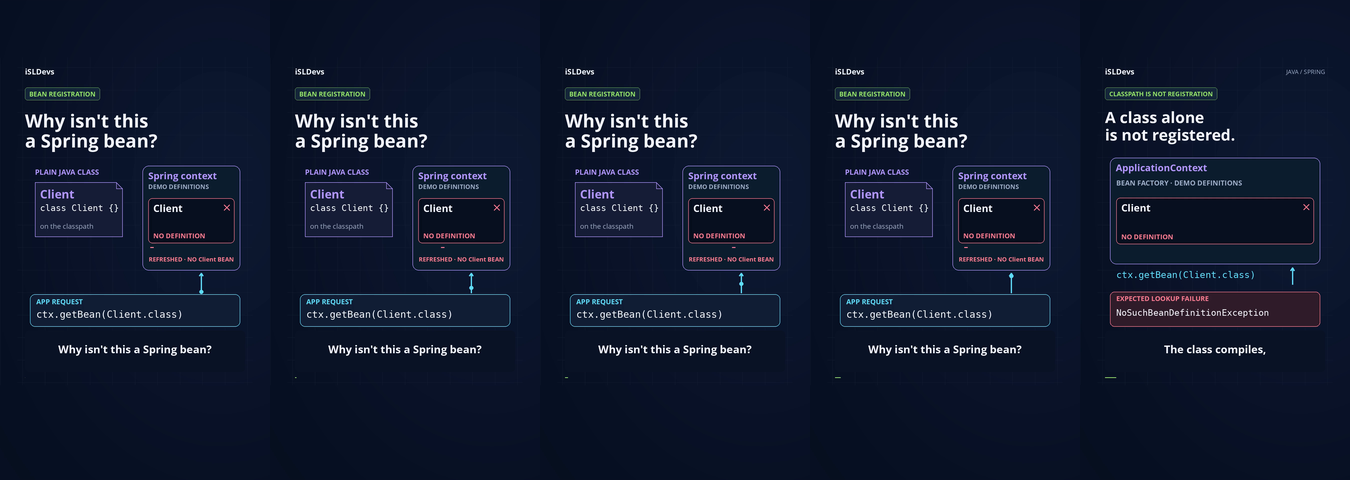 iSLDevs
BEAN REGISTRATION
Why isn't this
a Spring bean?
PLAIN JAVA CLASS
Client
class Client {}
on the classpath
Spring context
DEMO DEFINITIONS
Client
NO DEFINITION
REFRESHED · NO Client BEAN
APP REQUEST
ctx.getBean(Client.class)
Why isn't this a Spring bean?
iSLDevs
BEAN REGISTRATION
Why isn't this
a Spring bean?
PLAIN JAVA CLASS
Client
class Client {}
on the classpath
Spring context
DEMO DEFINITIONS
Client
NO DEFINITION
REFRESHED · NO Client BEAN
APP REQUEST
ctx.getBean(Client.class)
Why isn't this a Spring bean?
iSLDevs
BEAN REGISTRATION
Why isn't this
a Spring bean?
PLAIN JAVA CLASS
Client
class Client {}
on the classpath
Spring context
DEMO DEFINITIONS
Client
NO DEFINITION
REFRESHED · NO Client BEAN
APP REQUEST
ctx.getBean(Client.class)
Why isn't this a Spring bean?
iSLDevs
BEAN REGISTRATION
Why isn't this
a Spring bean?
PLAIN JAVA CLASS
Client
class Client {}
on the classpath
Spring context
DEMO DEFINITIONS
Client
NO DEFINITION
REFRESHED · NO Client BEAN
APP REQUEST
ctx.getBean(Client.class)
Why isn't this a Spring bean?
iSLDevs
JAVA / SPRING
CLASSPATH IS NOT REGISTRATION
A class alone
is not registered.
ApplicationContext
BEAN FACTORY · DEMO DEFINITIONS
Client
NO DEFINITION
ctx.getBean(Client.class)
EXPECTED LOOKUP FAILURE
NoSuchBeanDefinitionException
The class compiles,